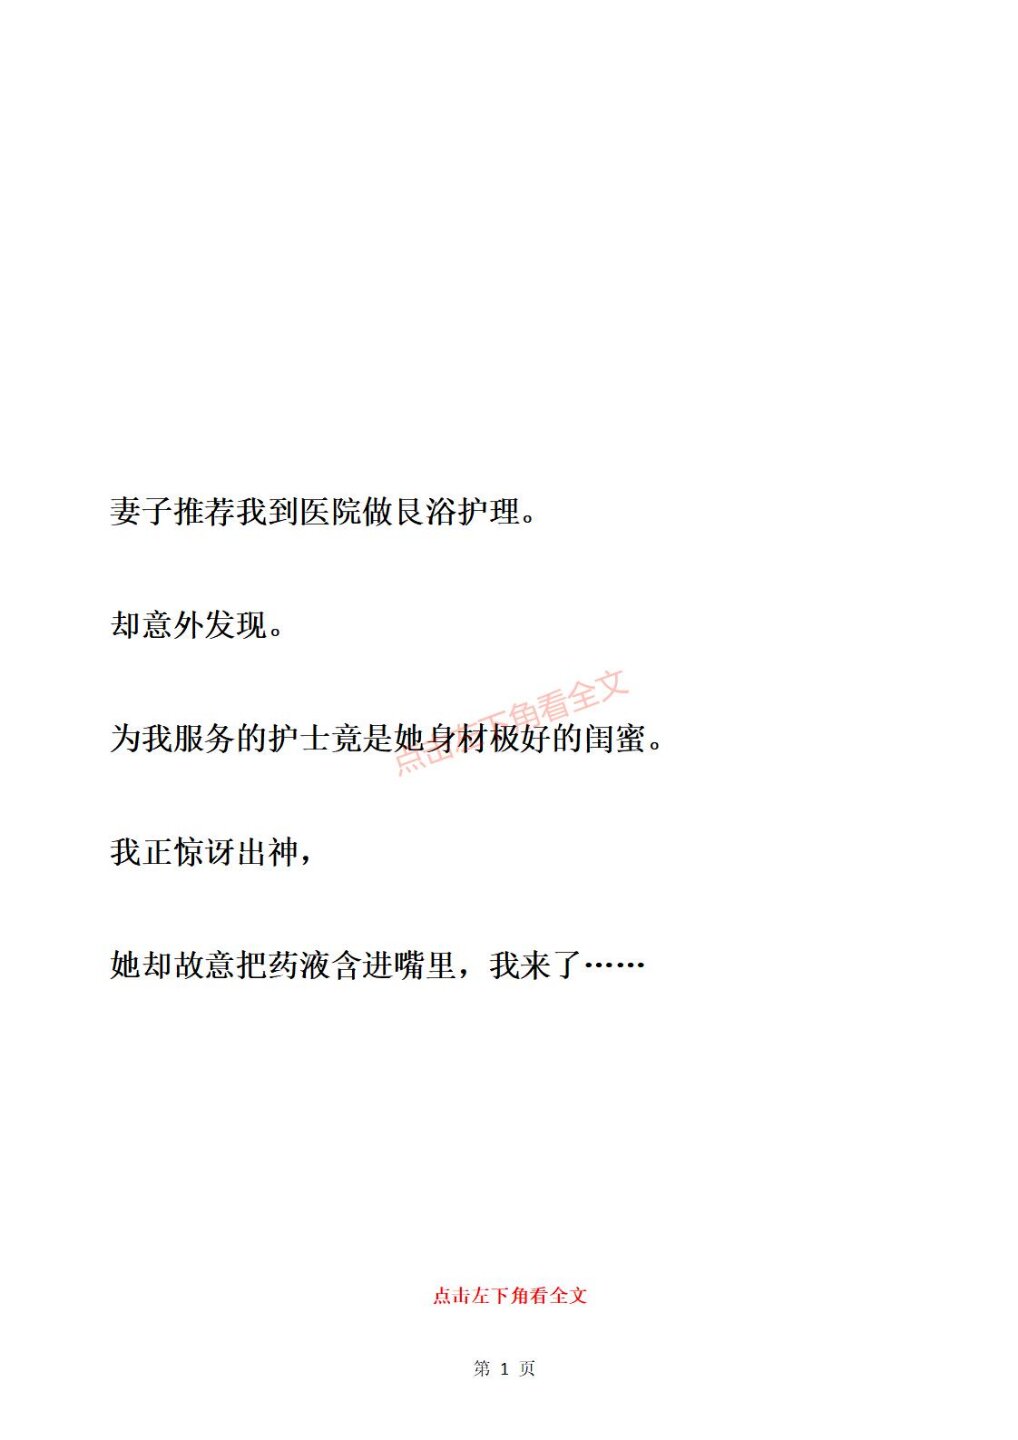 妻子推荐我到医院做艮浴护理。
却意外发现。
为我服务的护士竟是她身材极好的闺蜜。
点击左下角看全文
我正惊讶出神，
她却故意把药液含进嘴里，我来了……
点击左下角看全文
第 1 页